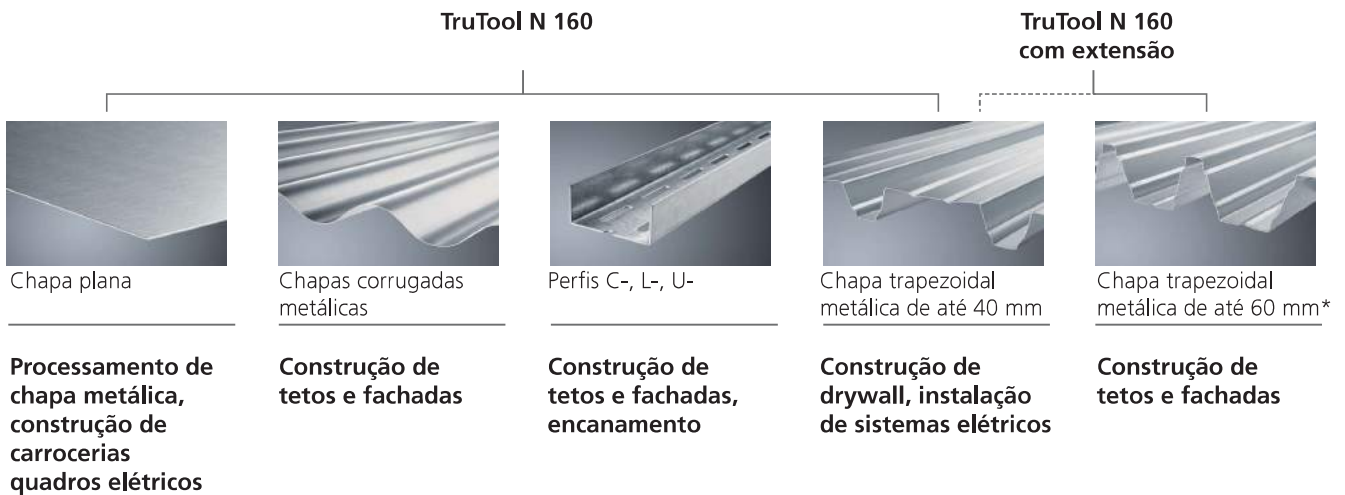 TruTool N 160
TruTool N 160
com extensão
Chapa plana
Chapas corrugadas
metálicas
Perfis C-, L-, U-
Chapa trapezoidal
metálica de até 40 mm
Chapa trapezoidal
metálica de até 60 mm*
Processamento de
chapa metálica,
construção de
carrocerias
quadros elétricos
Construção de
tetos e fachadas
Construção de
tetos e fachadas,
encanamento
Construção de
drywall, instalação
de sistemas elétricos
Construção de
tetos e fachadas